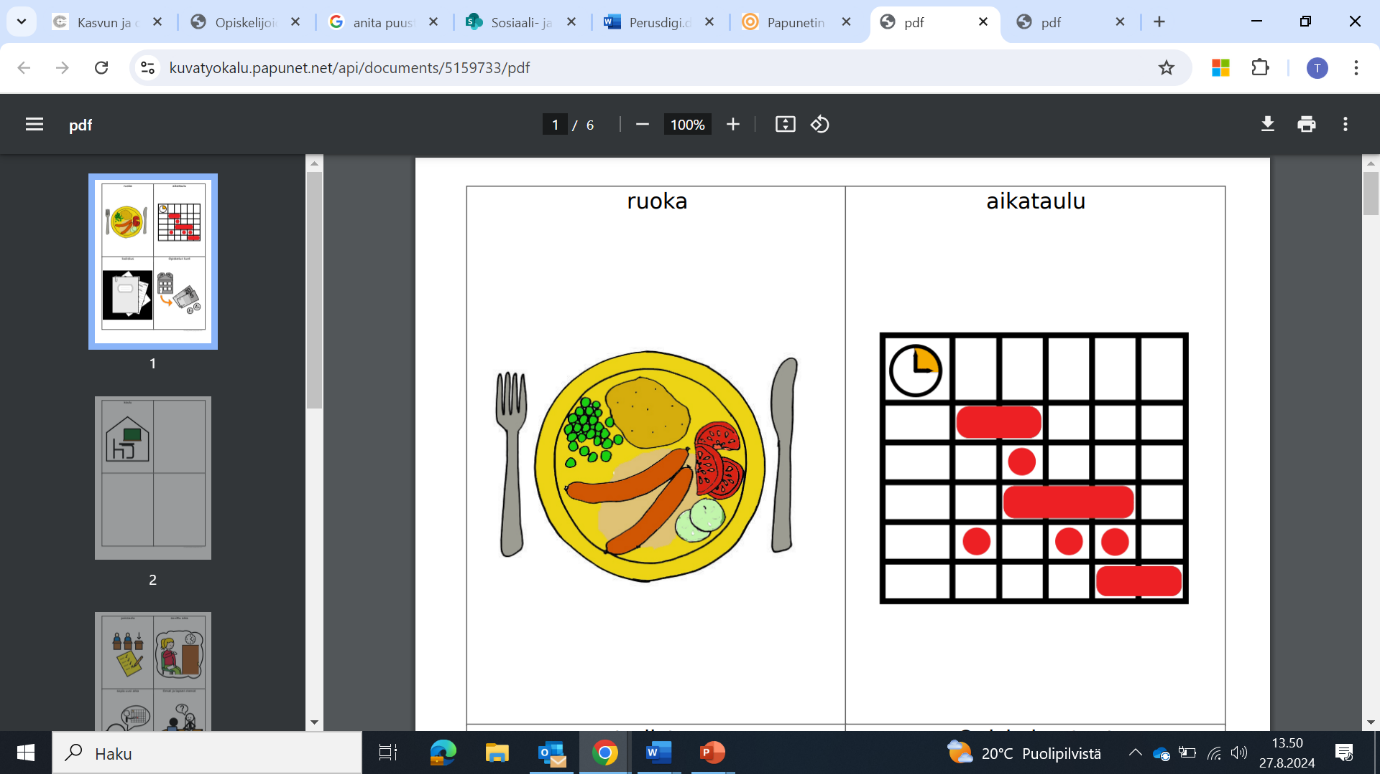 Kasvun ja
Opiskelijoi
anita puust
Sosiaali- ja
Perusdigi.d
Papunetin
pdf
pdf
kuvatyokalu.papunet.net/api/documents/5159733/pdf
T
pdf
1 / 6
100%
ruoka
aikataulu
1
2
Haku
20°C Puolipilvistä
13.50
27.8.2024